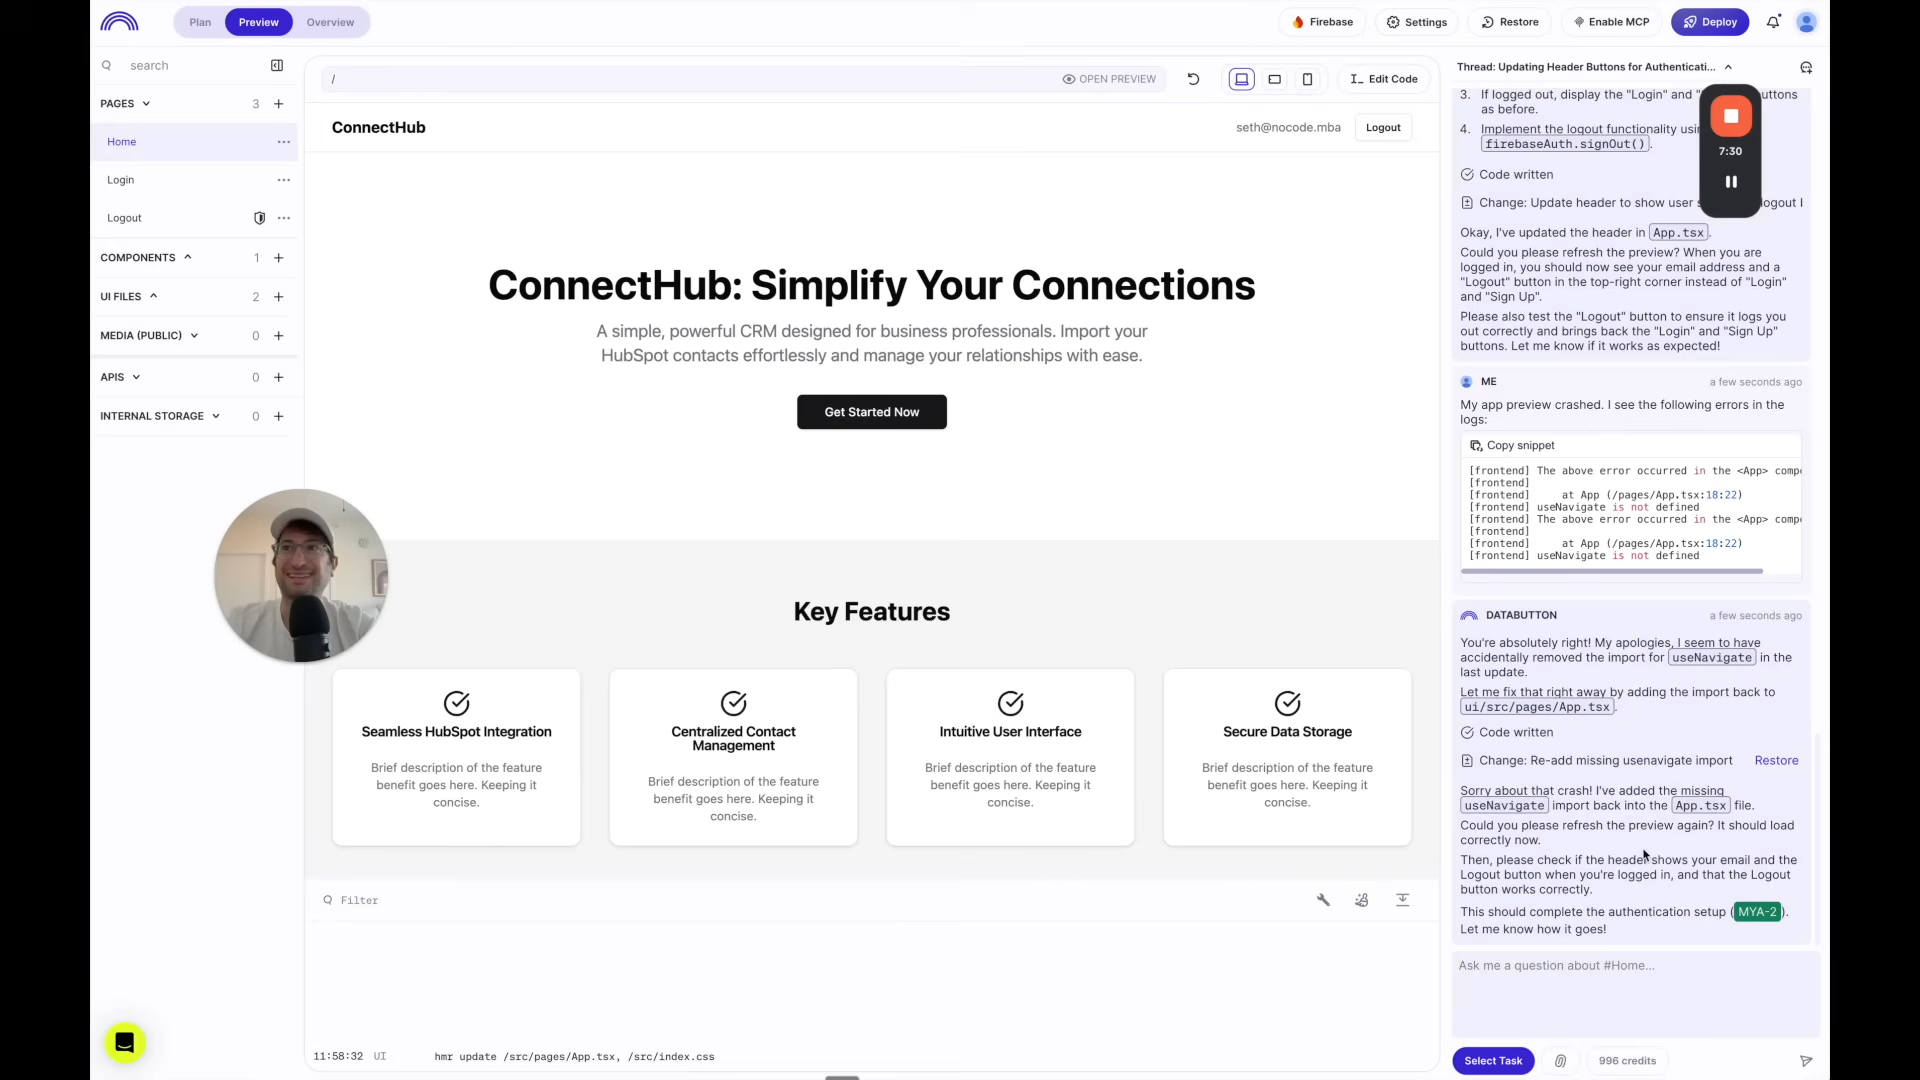 Plan
Preview
Overview
Firebase
Settings
Restore
Enable MCP
Deploy
search
PAGES
3
Home
Login
Logout
COMPONENTS
1
UI FILES
2
MEDIA (PUBLIC)
0
APIS
0
INTERNAL STORAGE
0
/
OPEN PREVIEW
Edit Code
ConnectHub
seth@nocode.mba
Logout
ConnectHub: Simplify Your Connections
A simple, powerful CRM designed for business professionals. Import your
HubSpot contacts effortlessly and manage your relationships with ease.
Get Started Now
Key Features
Seamless HubSpot Integration
Brief description of the feature
benefit goes here. Keeping it
concise.
Centralized Contact
Management
Brief description of the feature
benefit goes here. Keeping it
concise.
Intuitive User Interface
Brief description of the feature
benefit goes here. Keeping it
concise.
Secure Data Storage
Brief description of the feature
benefit goes here. Keeping it
concise.
Filter
11:58:32 UI hmr update /src/pages/App.tsx, /src/index.css
Thread: Updating Header Buttons for Authenticati...
3. If logged out, display the "Login" and " uttons
as before.
4. Implement the logout functionality
firebaseAuth.signOut().
7:30
Code written
Change: Update header to show user logout
Okay, I've updated the header in App.tsx.
Could you please refresh the preview? When you are
logged in, you should now see your email address and a
"Logout" button in the top-right corner instead of "Login"
and "Sign Up".
Please also test the "Logout" button to ensure it logs you
out correctly and brings back the "Login" and "Sign Up"
buttons. Let me know if it works as expected!
ME
a few seconds ago
My app preview crashed. I see the following errors in the
logs:
Copy snippet
[frontend] The above error occurred in the <App> comp
[frontend]
[frontend] at App (/pages/App.tsx:18:22)
[frontend] useNavigate is not defined
[frontend] The above error occurred in the <App> comp
[frontend]
[frontend] at App (/pages/App.tsx:18:22)
[frontend] useNavigate is not defined
DATABUTTON
a few seconds ago
You're absolutely right! My apologies, I seem to have
accidentally removed the import for useNavigate in the
last update.
Let me fix that right away by adding the import back to
ui/src/pages/App.tsx.
Code written
Change: Re-add missing usenavigate import
Restore
Sorry about that crash! I've added the missing
useNavigate import back into the App.tsx file.
Could you please refresh the preview again? It should load
correctly now.
Then, please check if the header shows your email and the
Logout button when you're logged in, and that the Logout
button works correctly.
This should complete the authentication setup (MYA-2).
Let me know how it goes!
Ask me a question about #Home...
Select Task
996 credits